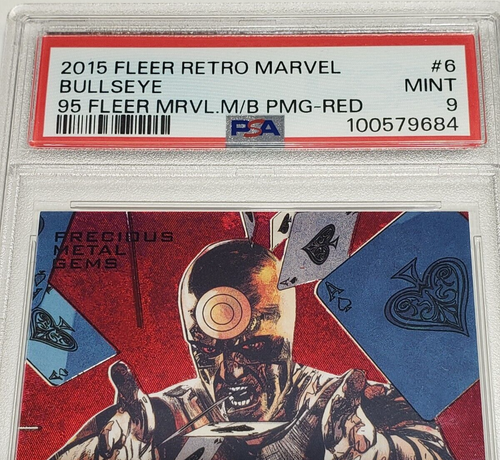 2015 FLEER RETRO MARVEL #6
BULLSEYE MINT
95 FLEER MRVL.M/B PMG-RED 9
PSA 100579684
PRECIOUS
METAL
GEMS
A
A
A